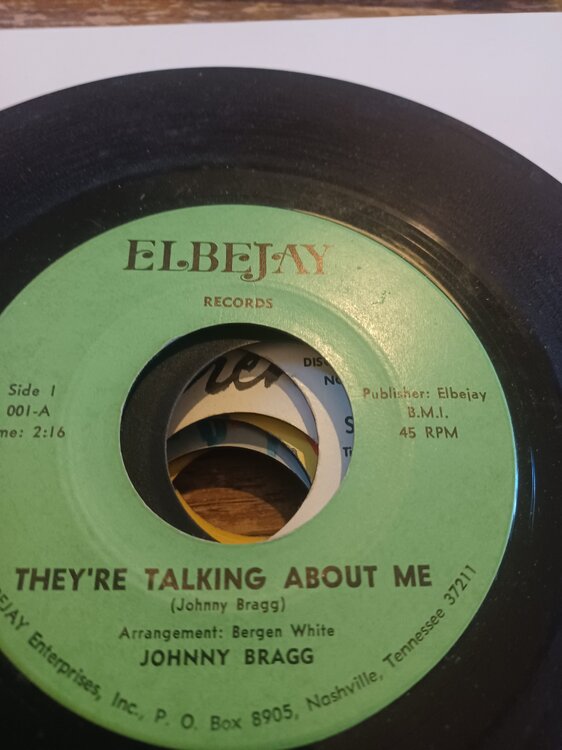 ELBEJAY
RECORDS
Side 1
001-A
me: 2:16
Publisher: Elbejay
B.M.I.
45 RPM
THEY'RE TALKING ABOUT ME
(Johnny Bragg)
Arrangement: Bergen White
JOHNNY BRAGG
EJAY Enterprises, Inc., P. O. Box 8905, Nashville, Tennessee 37211